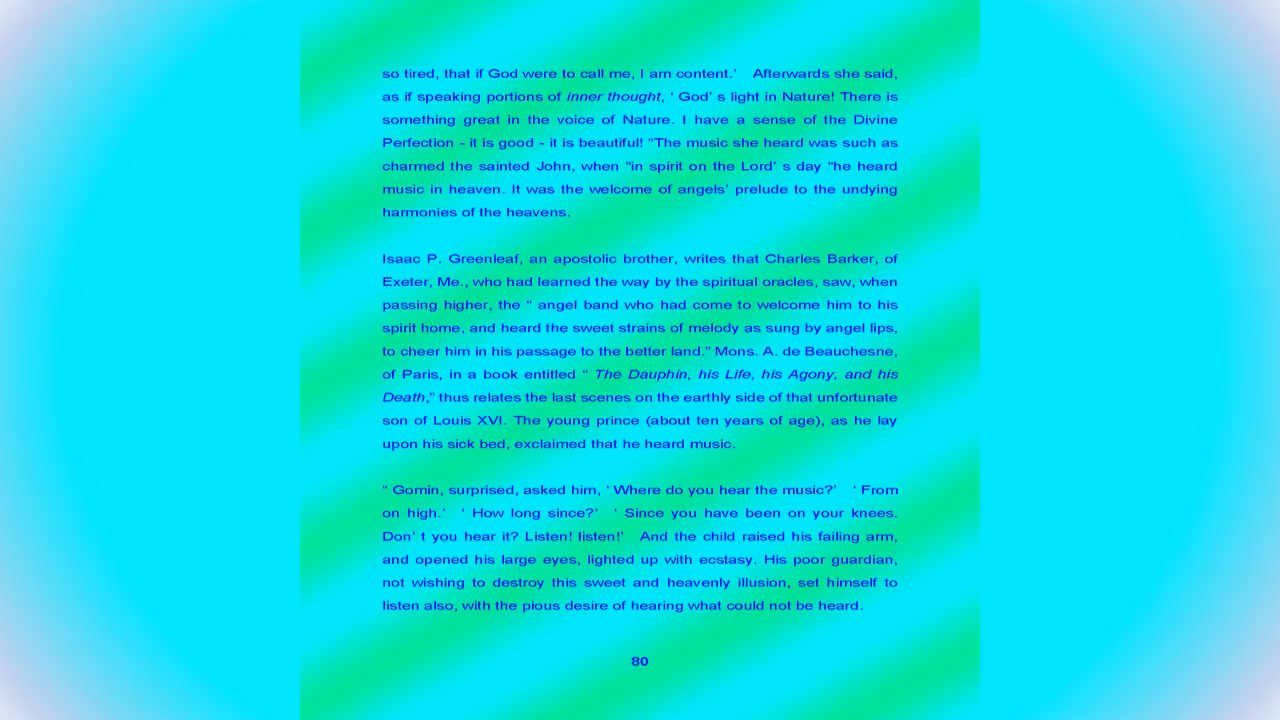 so tired, that if God were to call me, I am content.’ Afterwards she said,
as if speaking portions of inner thought, ‘ God’ s light in Nature! There is
something great in the voice of Nature. I have a sense of the Divine
Perfection - it is good - it is beautiful! “The music she heard was such as
charmed the sainted John, when “in spirit on the Lord’ s day “he heard
music in heaven. It was the welcome of angels’ prelude to the undying
harmonies of the heavens.
Isaac P. Greenleaf, an apostolic brother, writes that Charles Barker, of
Exeter, Me., who had learned the way by the spiritual oracles, saw, when
passing higher, the “ angel band who had come to welcome him to his
spirit home, and heard the sweet strains of melody as sung by angel lips,
to cheer him in his passage to the better land.” Mons. A. de Beauchesne,
of Paris, in a book entitled “ The Dauphin, his Life, his Agony, and his
Death,” thus relates the last scenes on the earthly side of that unfortunate
son of Louis XVI. The young prince (about ten years of age), as he lay
upon his sick bed, exclaimed that he heard music.
“ Gomin, surprised, asked him, ‘ Where do you hear the music?’ ‘ From
on high.’ ‘ How long since?’ ‘ Since you have been on your knees.
Don’ t you hear it? Listen! listen!’ And the child raised his failing arm,
and opened his large eyes, lighted up with ecstasy. His poor guardian,
not wishing to destroy this sweet and heavenly illusion, set himself to
listen also, with the pious desire of hearing what could not be heard.
80